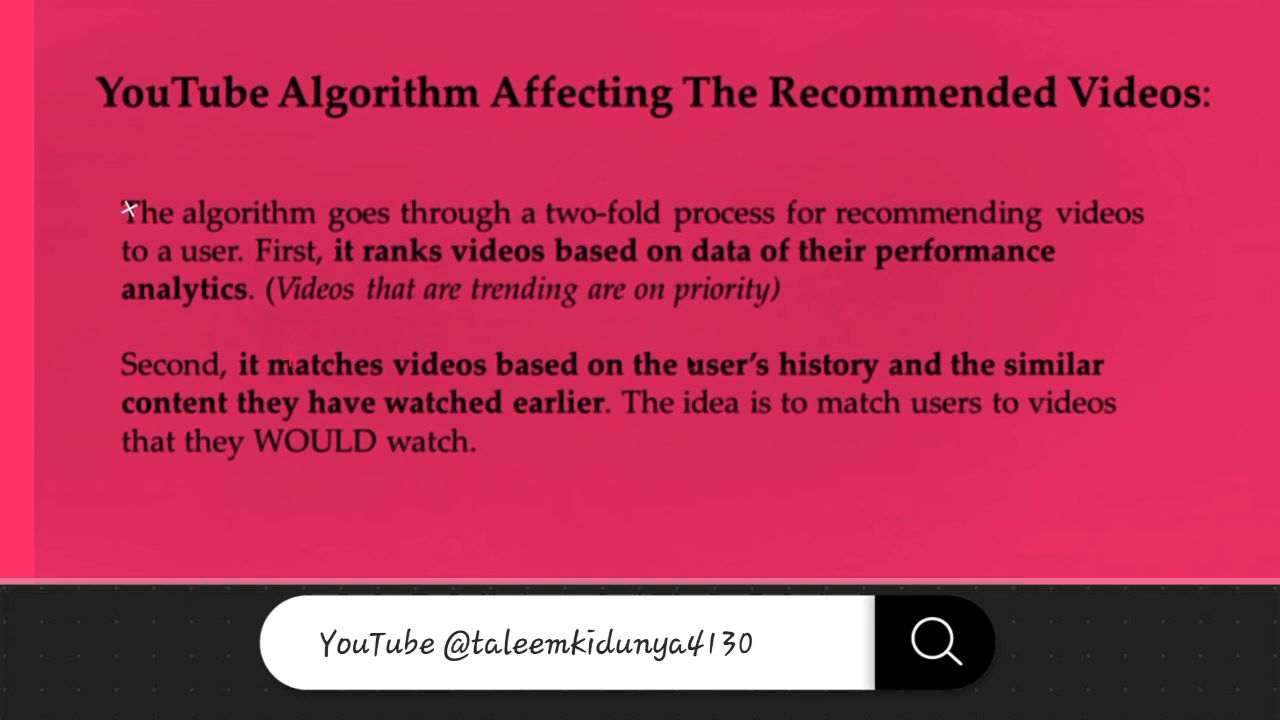 YouTube Algorithm Affecting The Recommended Videos:
The algorithm goes through a two-fold process for recommending videos
to a user. First, it ranks videos based on data of their performance
analytics. (Videos that are trending are on priority)
Second, it matches videos based on the user's history and the similar
content they have watched earlier. The idea is to match users to videos
that they WOULD watch.
YouTube @taleemkidunya4130